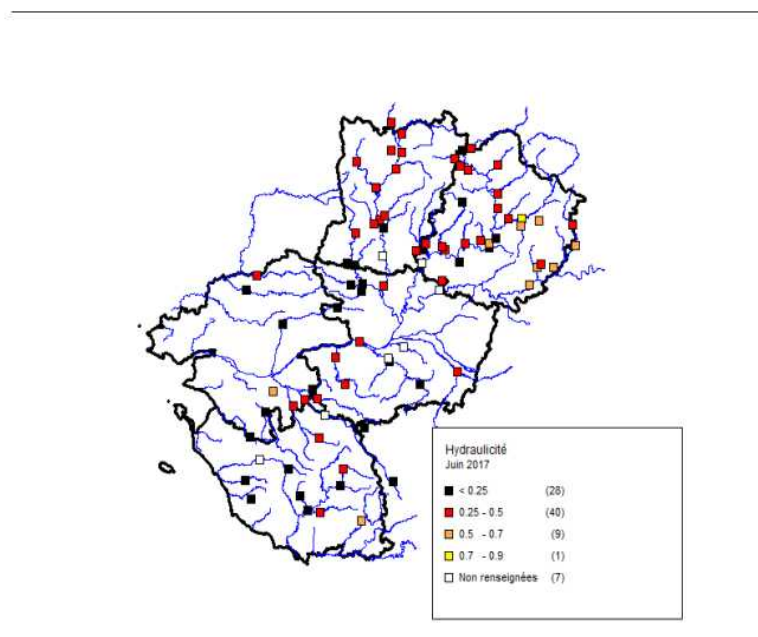 Hydraulicité
Juin 2017
< 0.25 (28)
0.25 - 0.5 (40)
0.5 - 0.7 (9)
0.7 - 0.9 (1)
Non renseignées (7)